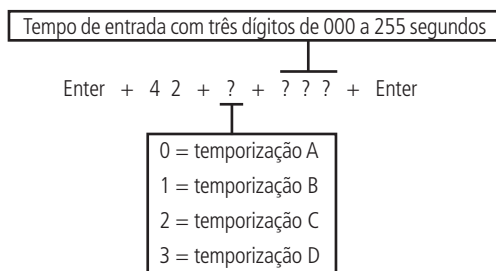 Tempo de entrada com três dígitos de 000 a 255 segundos
Enter + 4 2 + ? + ? ? ? + Enter
0 = temporização A
1 = temporização B
2 = temporização C
3 = temporização D